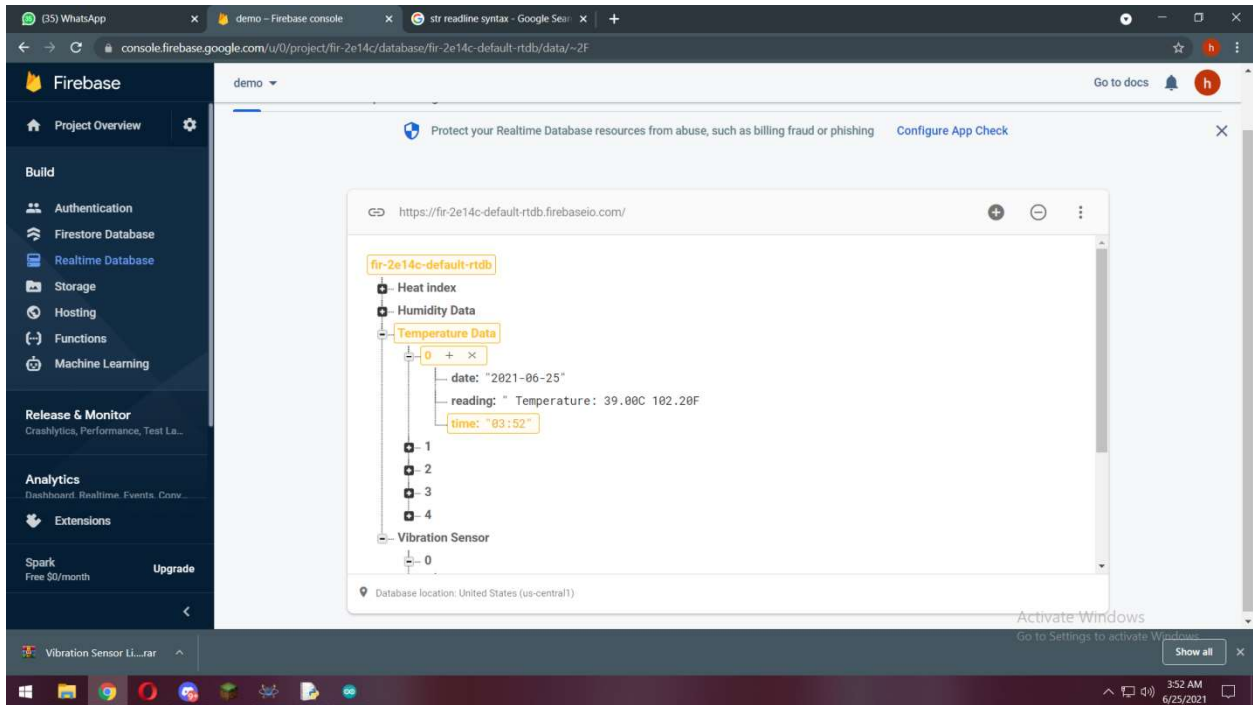 (35) WhatsApp
demo – Firebase console
str readline syntax - Google Sear
console.firebase.google.com/u/0/project/fir-2e14c/database/fir-2e14c-default-rtdb/data/~2F
h
Firebase
demo
Go to docs
h
Project Overview
Protect your Realtime Database resources from abuse, such as billing fraud or phishing Configure App Check
Build
Authentication
Firestore Database
Realtime Database
Storage
Hosting
Functions
Machine Learning
Release & Monitor
Crashlytics, Performance, Test La...
Analytics
Dashboard, Realtime, Events, Conv...
Extensions
Spark
Free $0/month
Upgrade
https://fir-2e14c-default-rtdb.firebaseio.com/
fir-2e14c-default-rtdb
Heat index
Humidity Data
Temperature Data
0 + ×
date: "2021-06-25"
reading: " Temperature: 39.00C 102.20F
time: "03:52"
1
2
3
4
Vibration Sensor
0
Database location: United States (us-central1)
Activate Windows
Go to Settings to activate Windows.
Vibration Sensor Li....rar
Show all
3:52 AM
6/25/2021